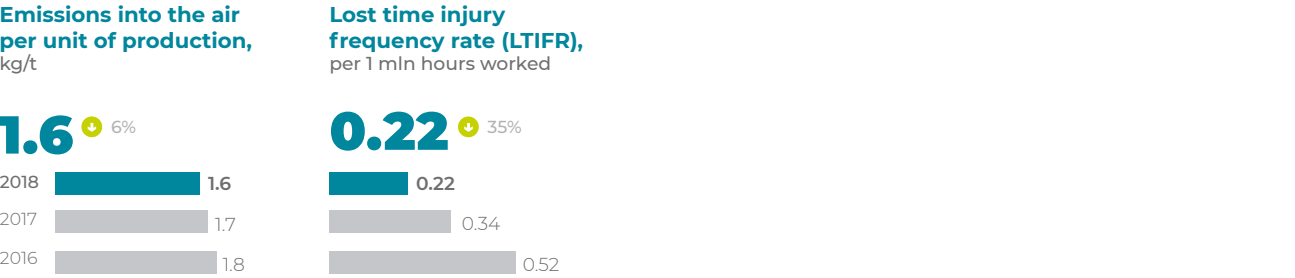 Emissions into the air
per unit of production,
kg/t
1.6 6%
2018 1.6
2017 1.7
2016 1.8
Lost time injury
frequency rate (LTIFR),
per 1 mln hours worked
0.22 35%
0.22
0.34
0.52